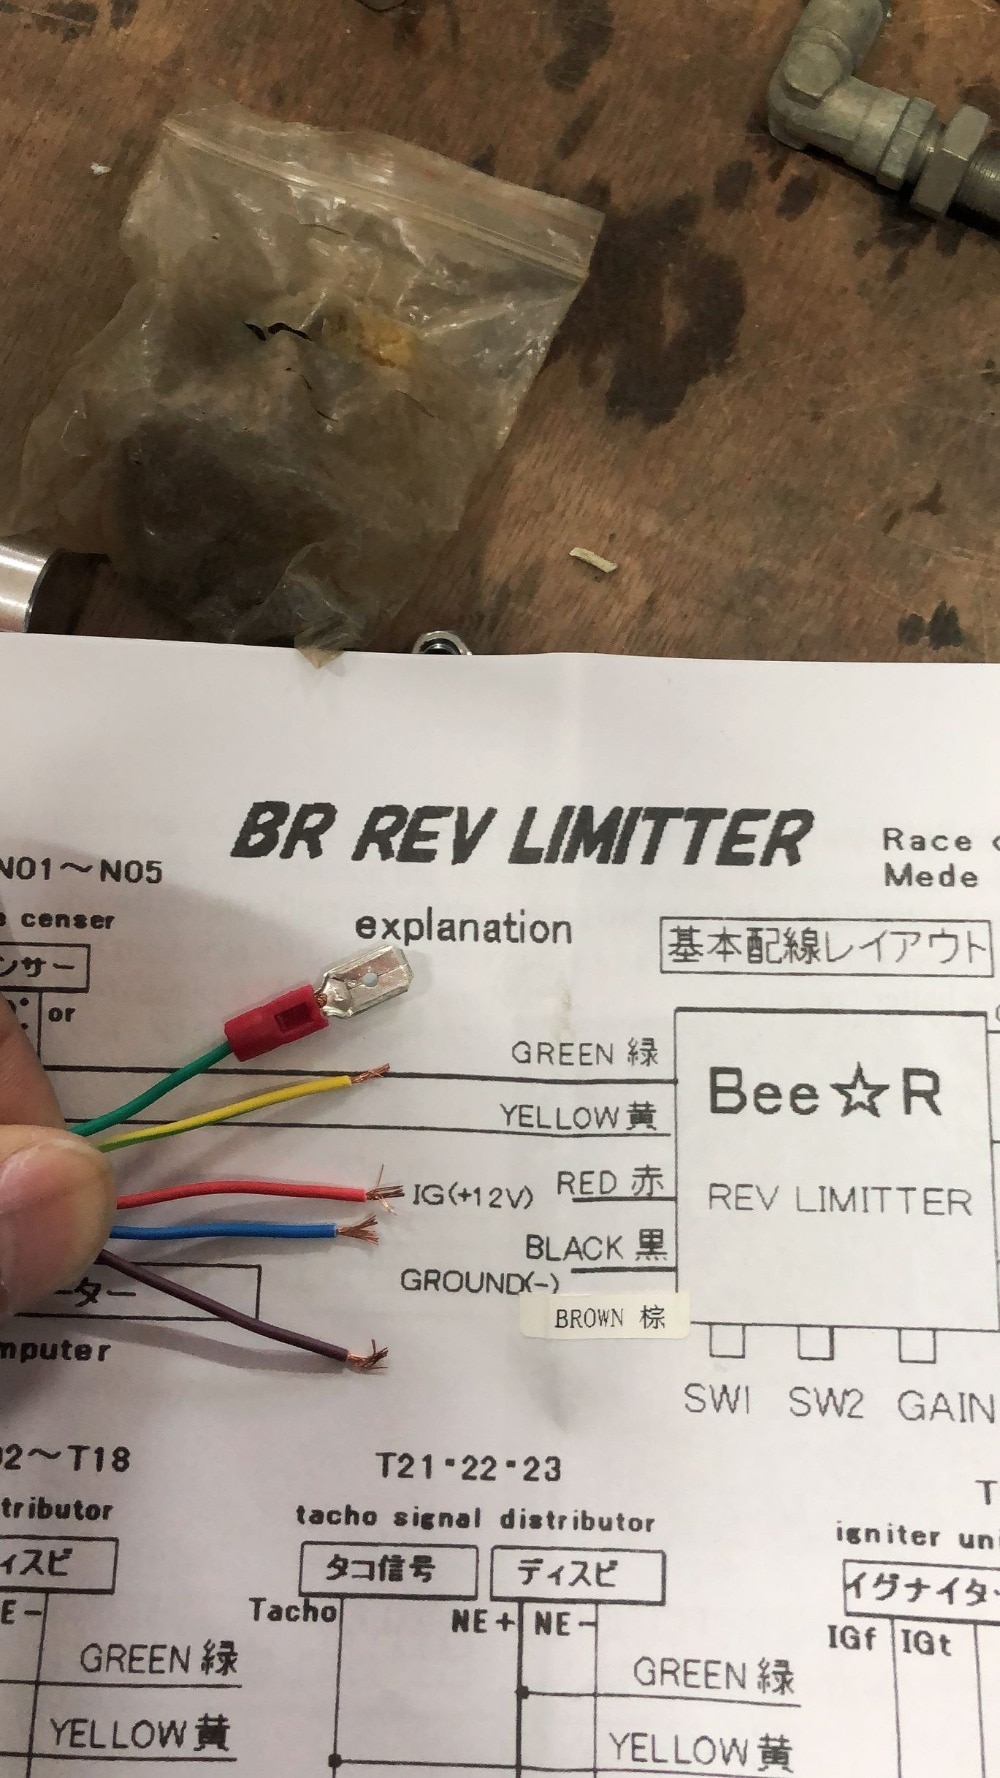 BR REV LIMITTER
Race
Mede
N01～N05
censer
explanation
基本配線レイアウト
ンサー
or
GREEN 緑
YELLOW 黄
Bee☆R
REV LIMITTER
IG(+12V)
RED 赤
BLACK 黒
GROUND(-)
BROWN 棕
ーター
mputer
SW1
SW2
GAIN
02～T18
tributor
ィスビ
E-
GREEN 緑
YELLOW 黄
T21・22・23
tacho signal distributor
タコ信号
ディスビ
Tacho
NE+
NE-
GREEN 緑
YELLOW 黄
T
igniter un
イグナイタ
IGf
IGt